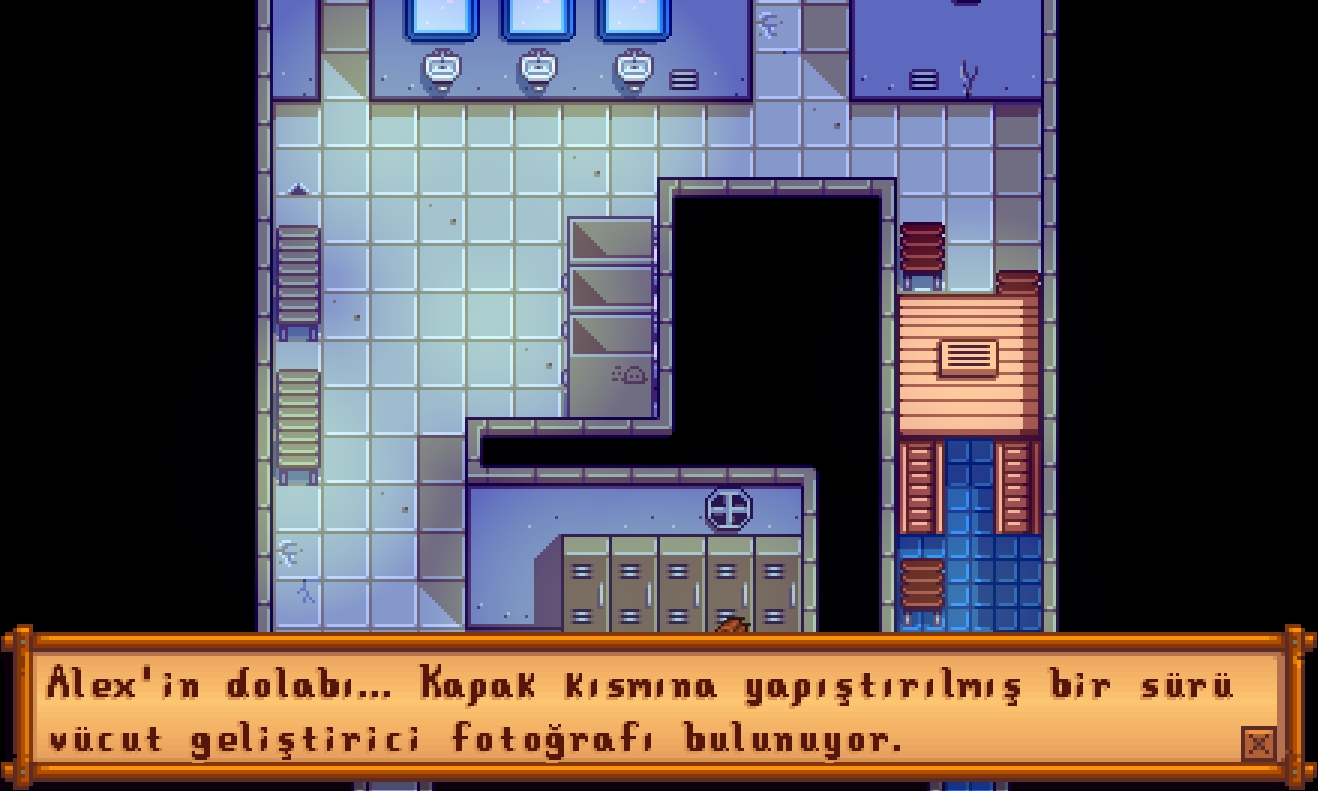 Alex'in dolabı... Kapak kısmına yapıştırılmış bir sürü
vücut geliştirici fotoğrafı bulunuyor.